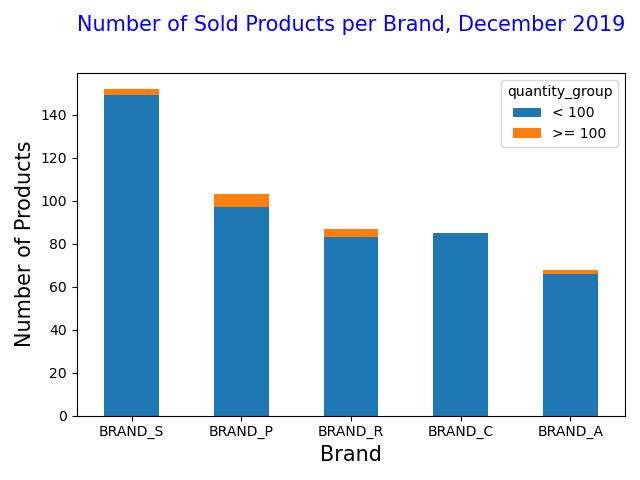 Number of Sold Products per Brand, December 2019
quantity_group
< 100
>= 100
Number of Products
140
120
100
80
60
40
20
0
BRAND_S BRAND_P BRAND_R BRAND_C BRAND_A
Brand